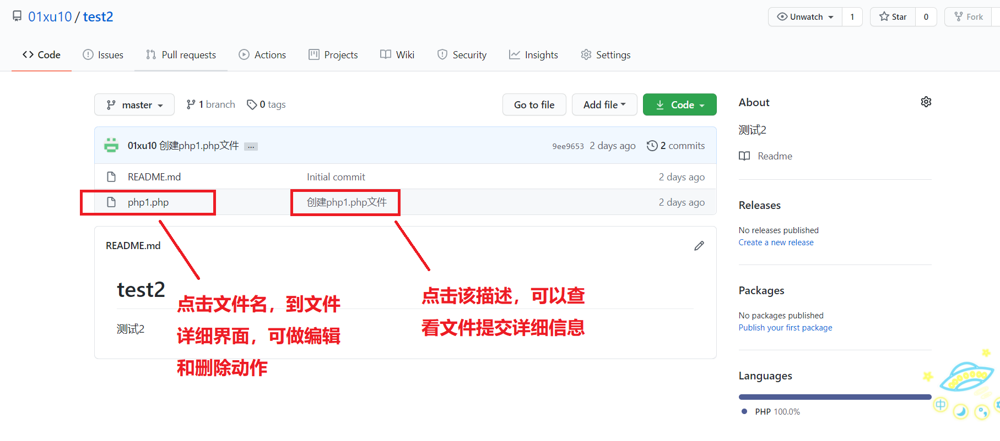 01xu10 / test2
Unwatch 1 Star 0 Fork
Code Issues Pull requests Actions Projects Wiki Security Insights Settings
master 1 branch 0 tags Go to file Add file Code
01xu10 创建php1.php文件 ... 9ee9653 2 days ago 2 commits
README.md Initial commit 2 days ago
php1.php 创建php1.php文件 2 days ago
README.md
test2
测试2
点击文件名，到文件
详细界面，可做编辑
和删除动作
点击该描述，可以查
看文件提交详细信息
About
测试2
Readme
Releases
No releases published
Create a new release
Packages
No packages published
Publish your first package
Languages
PHP 100.0%
中